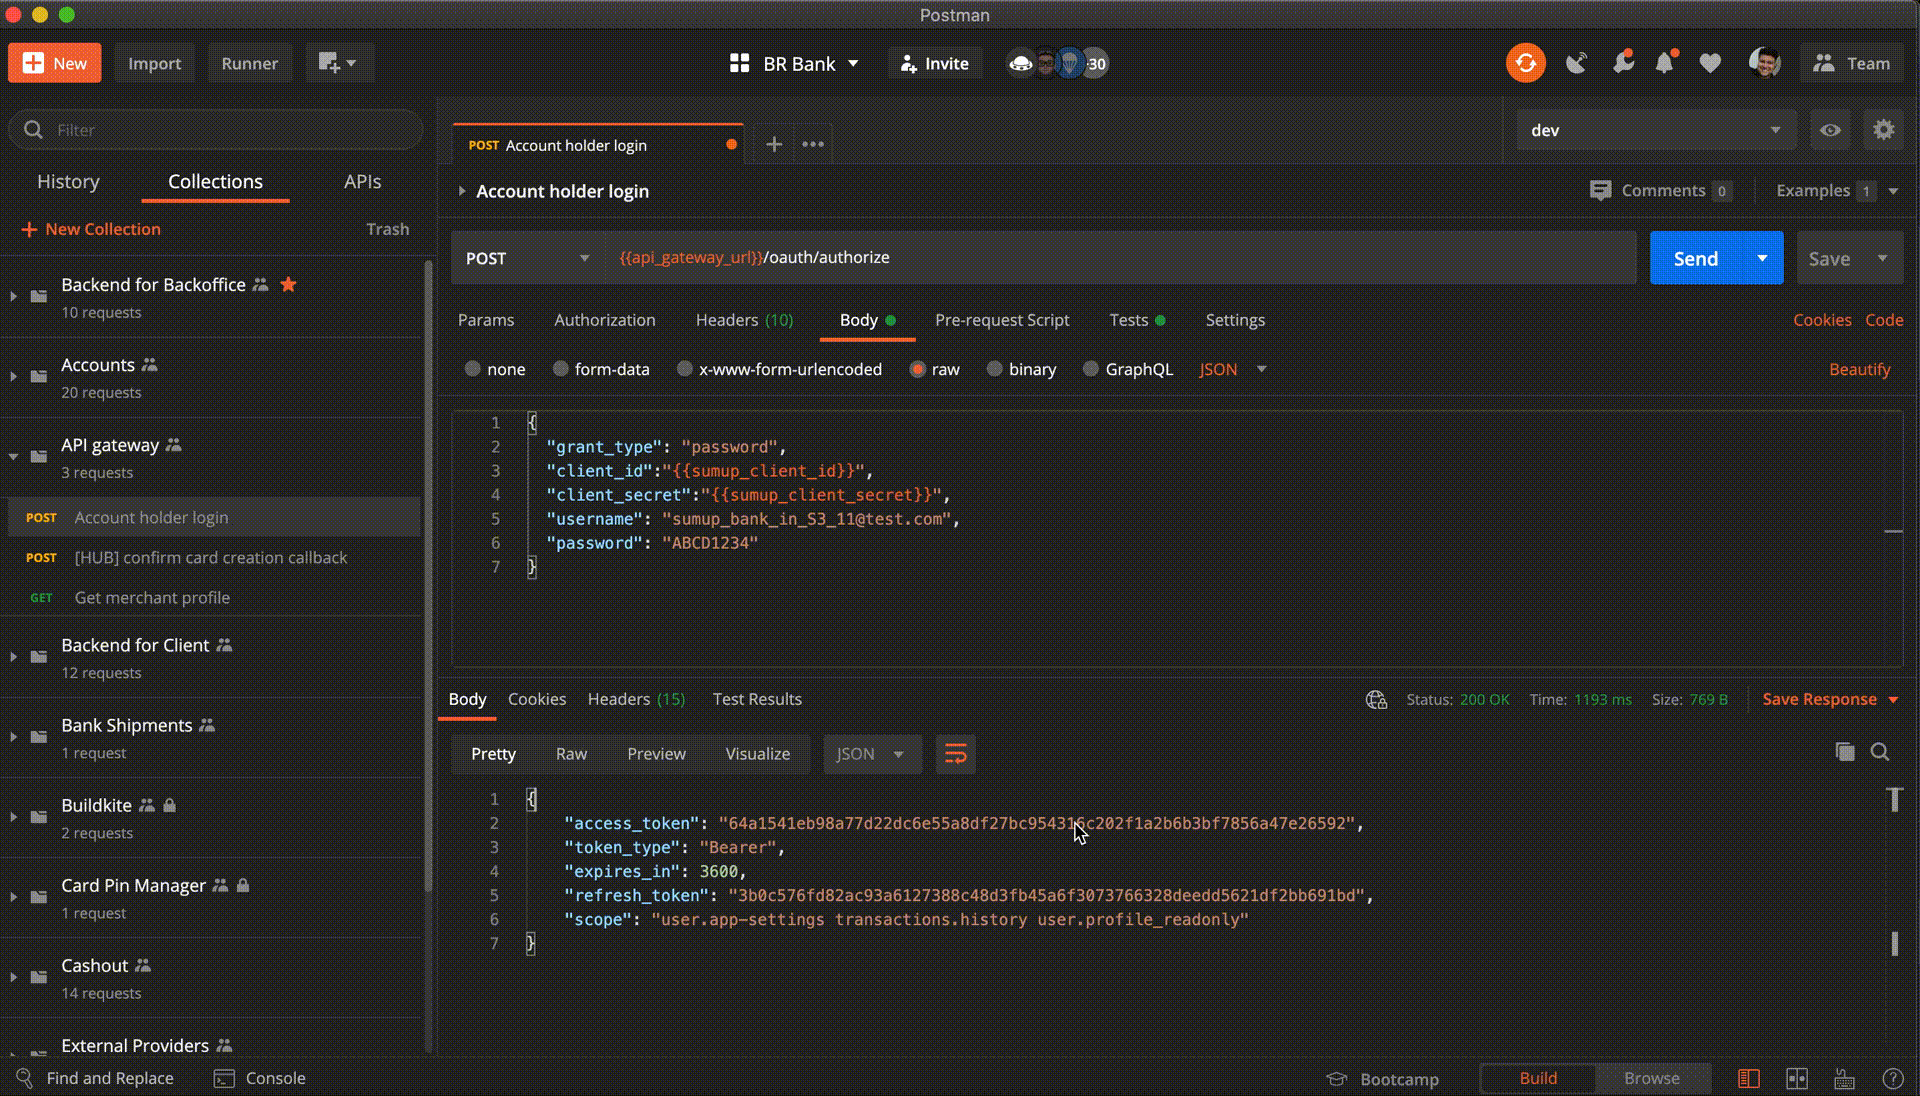 Postman
New
Import
Runner
BR Bank
Invite
30
Team
Filter
History
Collections
APIs
New Collection
Trash
Backend for Backoffice
10 requests
Accounts
20 requests
API gateway
3 requests
POST Account holder login
POST [HUB] confirm card creation callback
GET Get merchant profile
Backend for Client
12 requests
Bank Shipments
1 request
Buildkite
2 requests
Card Pin Manager
1 request
Cashout
14 requests
External Providers
POST Account holder login
dev
Account holder login
Comments 0
Examples 1
POST
{{api_gateway_url}}/oauth/authorize
Send
Save
Params
Authorization
Headers (10)
Body
Pre-request Script
Tests
Settings
Cookies
Code
none
form-data
x-www-form-urlencoded
raw
binary
GraphQL
JSON
Beautify
1 {
2 "grant_type": "password",
3 "client_id":"{{sumup_client_id}}",
4 "client_secret":"{{sumup_client_secret}}",
5 "username": "sumup_bank_in_S3_11@test.com",
6 "password": "ABCD1234"
7 }
Body
Cookies
Headers (15)
Test Results
Status: 200 OK
Time: 1193 ms
Size: 769 B
Save Response
Pretty
Raw
Preview
Visualize
JSON
1 {
2 "access_token": "64a1541eb98a77d22dc6e55a8df27bc954316c202f1a2b6b3bf7856a47e26592",
3 "token_type": "Bearer",
4 "expires_in": 3600,
5 "refresh_token": "3b0c576fd82ac93a6127388c48d3fb45a6f3073766328deedd5621df2bb691bd",
6 "scope": "user.app-settings transactions.history user.profile_readonly"
7 }
Find and Replace
Console
Bootcamp
Build
Browse